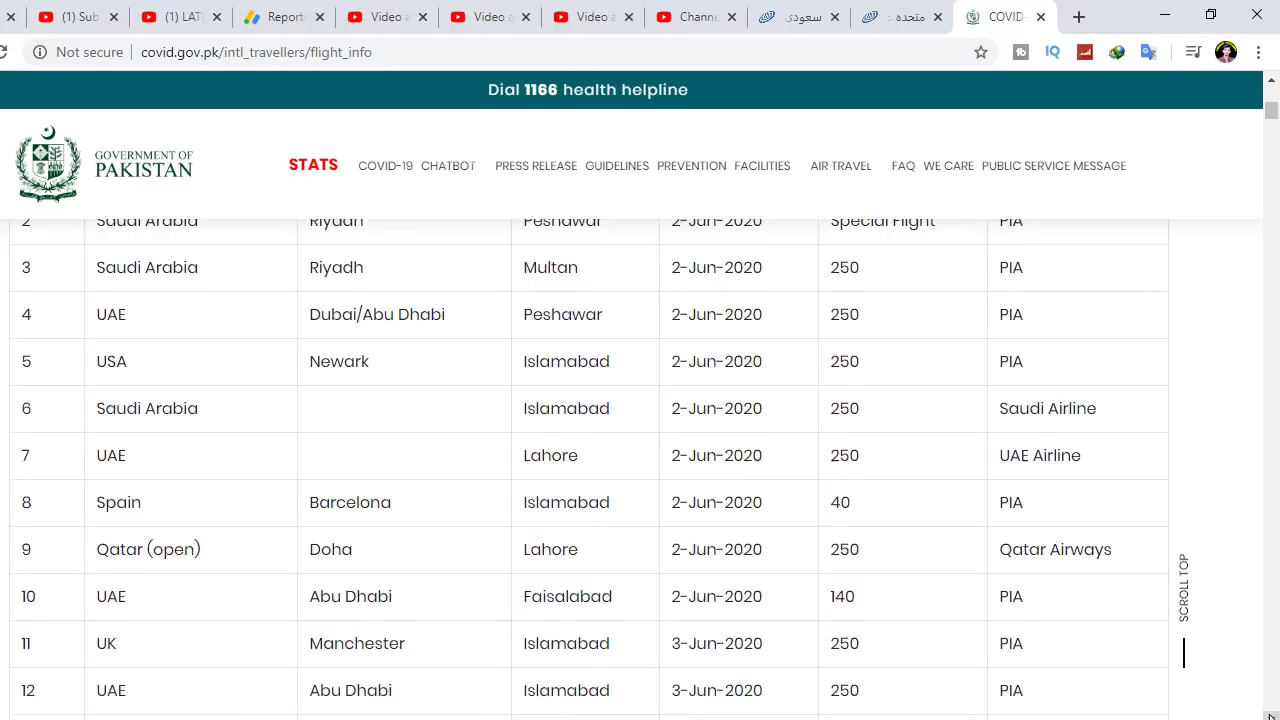 (1) Sub
(1) LAT
Reports
Video a
Video a
Video a
Channe
سعودی
متحدہ
COVID-
Not secure
covid.gov.pk/intl_travellers/flight_info
Dial 1166 health helpline
GOVERNMENT OF
PAKISTAN
STATS COVID-19 CHATBOT PRESS RELEASE GUIDELINES PREVENTION FACILITIES AIR TRAVEL FAQ WE CARE PUBLIC SERVICE MESSAGE
2 Saudi Arabia Riyadh Peshawar 2-Jun-2020 Special Flight PIA
3 Saudi Arabia Riyadh Multan 2-Jun-2020 250 PIA
4 UAE Dubai/Abu Dhabi Peshawar 2-Jun-2020 250 PIA
5 USA Newark Islamabad 2-Jun-2020 250 PIA
6 Saudi Arabia Islamabad 2-Jun-2020 250 Saudi Airline
7 UAE Lahore 2-Jun-2020 250 UAE Airline
8 Spain Barcelona Islamabad 2-Jun-2020 40 PIA
9 Qatar (open) Doha Lahore 2-Jun-2020 250 Qatar Airways
10 UAE Abu Dhabi Faisalabad 2-Jun-2020 140 PIA
11 UK Manchester Islamabad 3-Jun-2020 250 PIA
12 UAE Abu Dhabi Islamabad 3-Jun-2020 250 PIA
SCROLL TOP